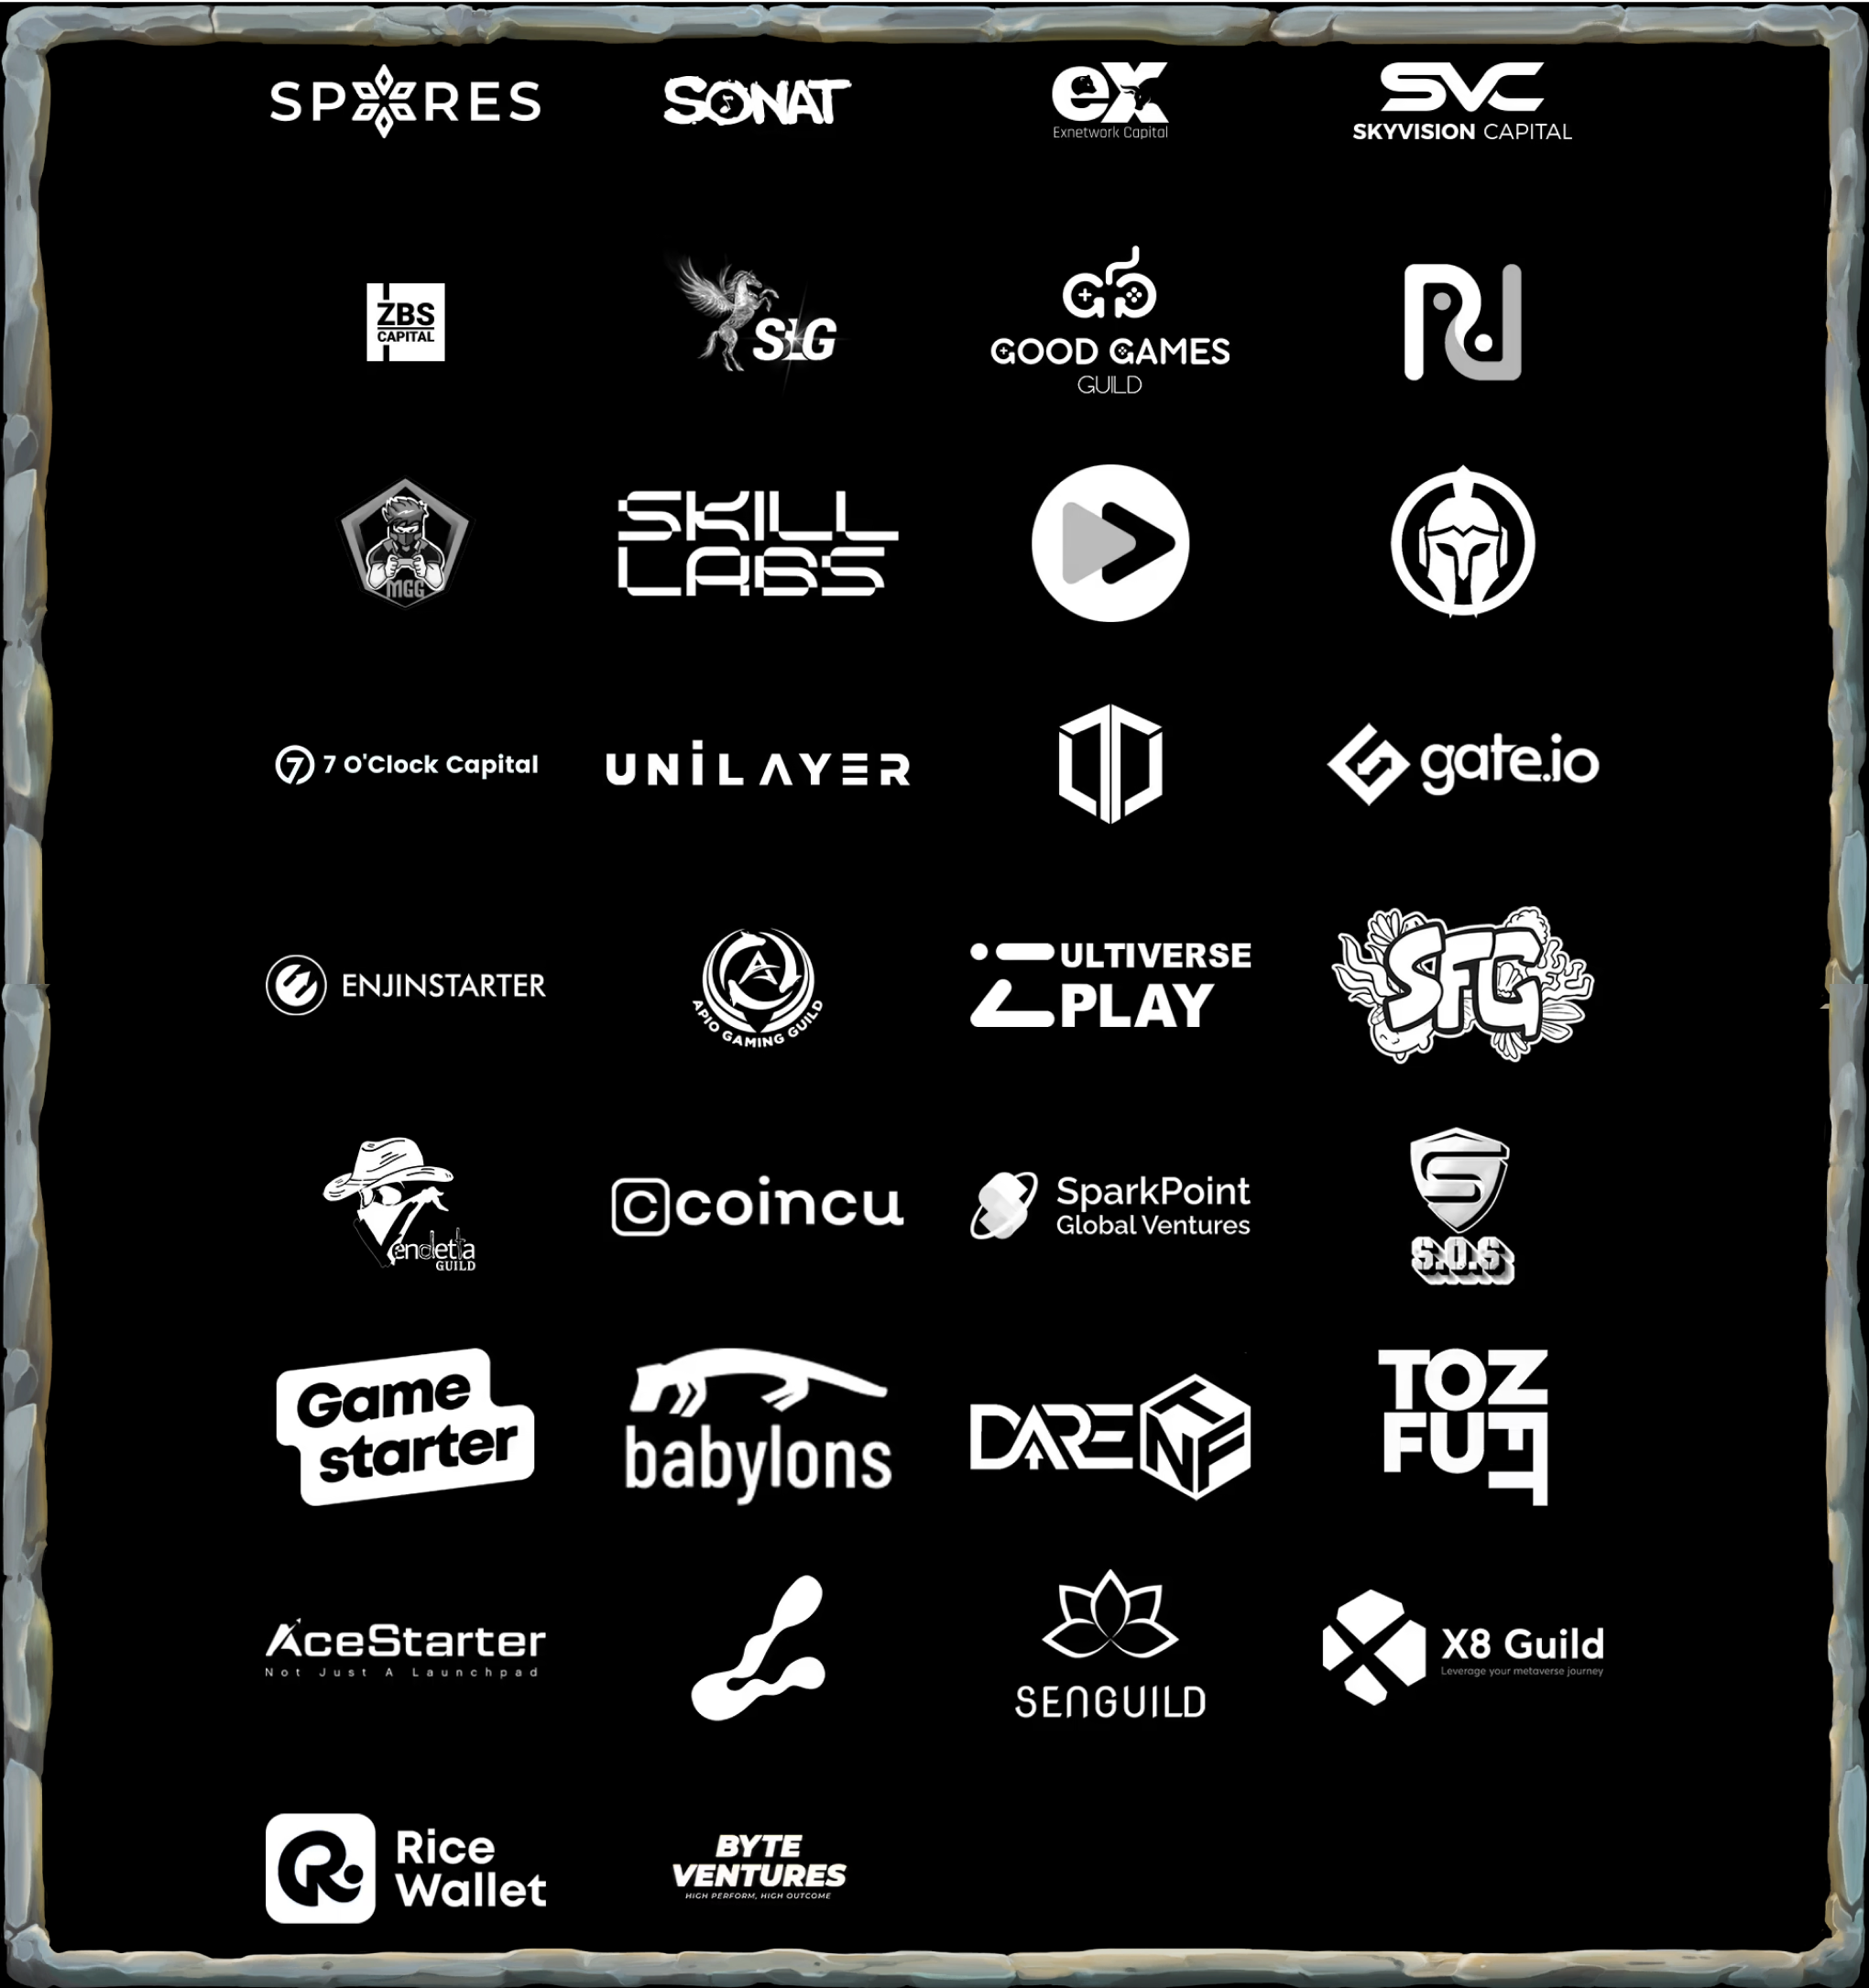 SPORES
SONAT
ex
Exnetwork Capital
SVC
SKYVISION CAPITAL
ZBS
CAPITAL
SLG
GOOD GAMES
GUILD
MGG
SKILL
LABS
7 7 O'Clock Capital
UNiLAYER
gate.io
ENJINSTARTER
APIO GAMING GUILD
ULTIVERSE
PLAY
SFG
Vendetta
GUILD
C coincu
SparkPoint
Global Ventures
S
S.O.S
Game
starter
babylons
DARE NFT
TOZ
FU FT
AceStarter
Not Just A Launchpad
SENGUILD
X8 Guild
Leverage your metaverse journey
R Rice
Wallet
BYTE
VENTURES
HIGH PERFORM, HIGH OUTCOME